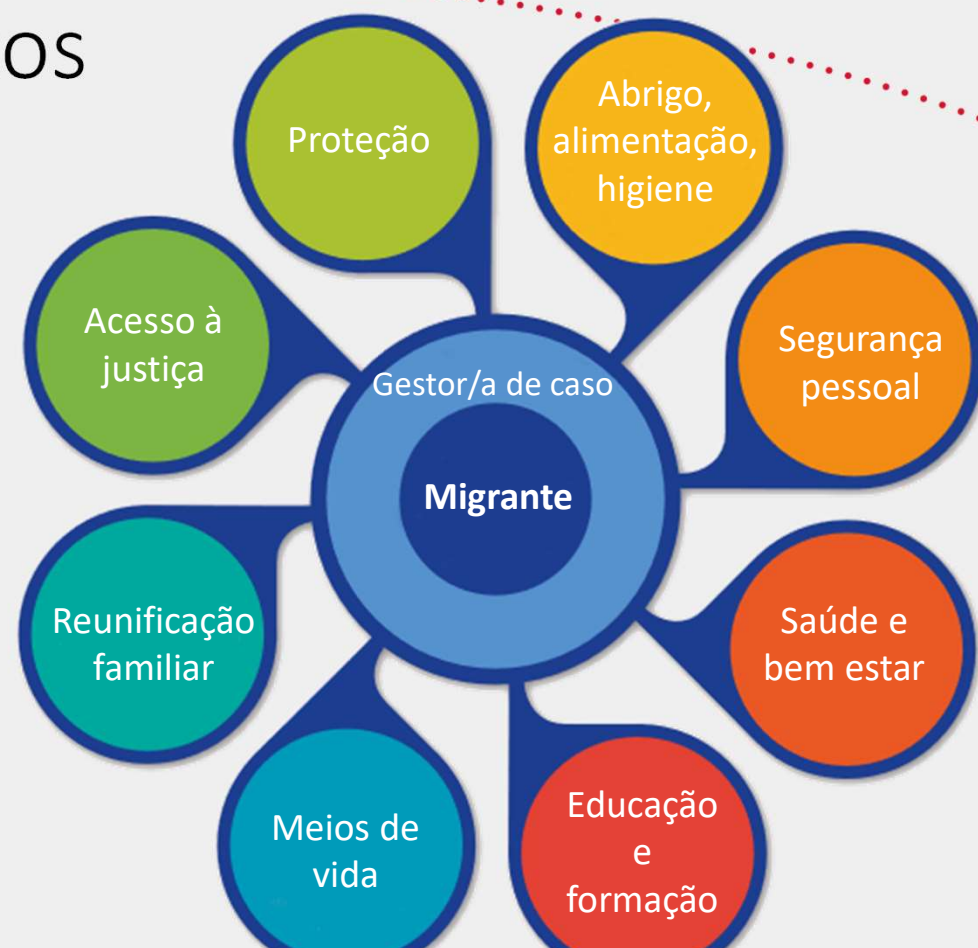 OS
Proteção
Abrigo,
alimentação,
higiene
Segurança
pessoal
Saúde e
bem estar
Educação
e
formação
Meios de
vida
Reunificação
familiar
Acesso à
justiça
Gestor/a de caso
Migrante